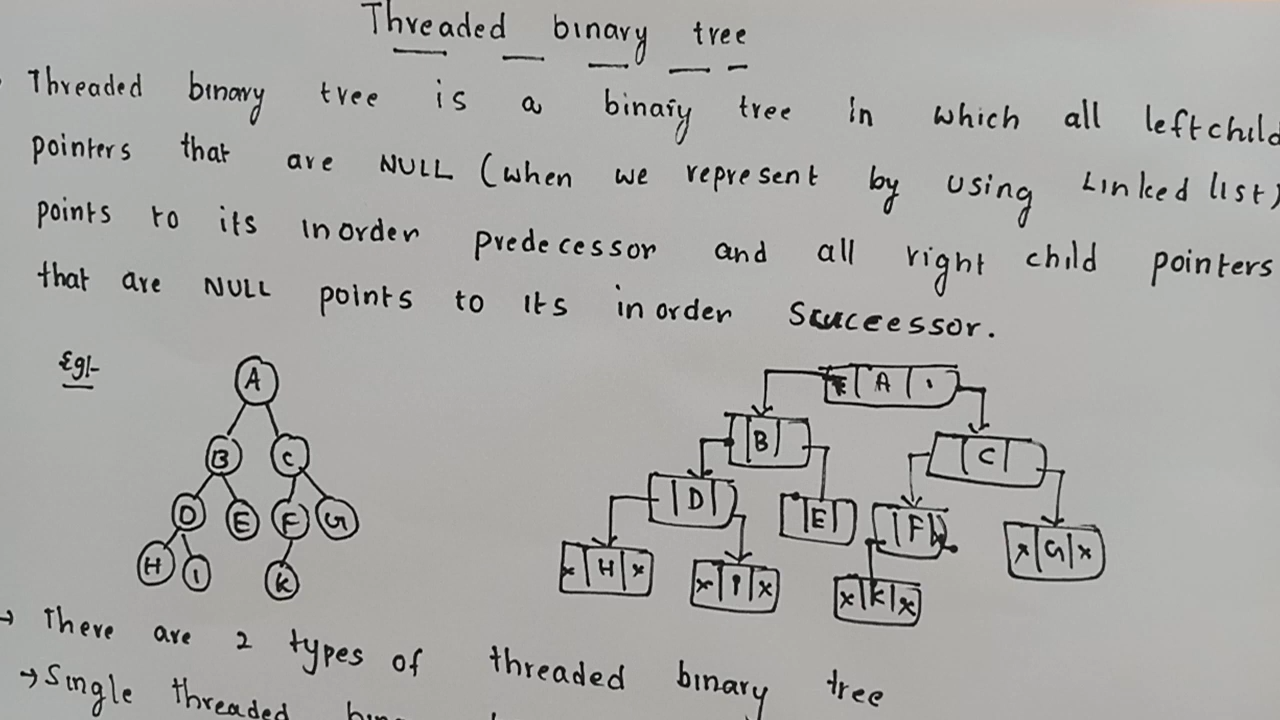 Threaded binary tree
Threaded binary tree is a binary tree in which all leftchild
pointers that are NULL (when we represent by using Linked list)
points to its inorder predecessor and all right child pointers
that are NULL points to its inorder Succeessor.
Eg:-
A
B C
D E F G
H I K
A
B
C
D
E
F
x G x
x H x
x I x
x K x
→ There are 2 types of threaded binary tree
→ Single threaded